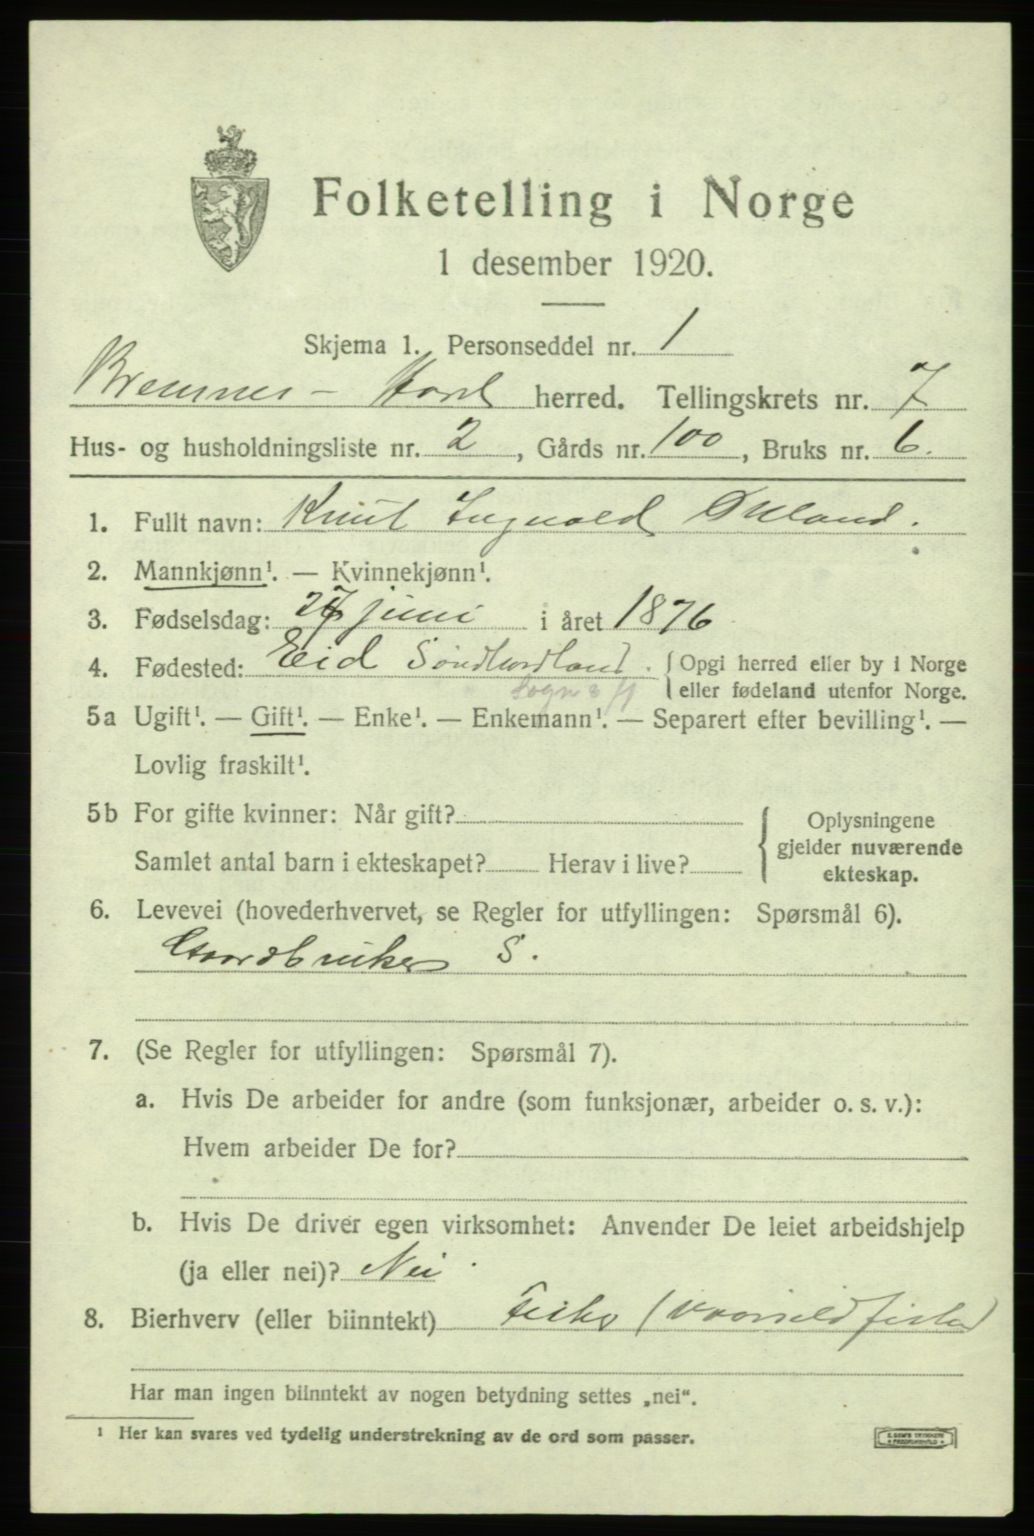 Folketelling i Norge
1 desember 1920.
Skjema 1. Personseddel nr. 1
Bremnes - Hord herred. Tellingskrets nr. 7
Hus- og husholdningsliste nr. 2, Gårds nr. 100, Bruks nr. 6.
1. Fullt navn: Knut Ingvald Økland.
2. Mannkjønn¹. — Kvinnekjønn¹.
3. Fødselsdag: 27 juni i året 1876
4. Fødested: Eid Söndhordland. { Opgi herred eller by i Norge
eller fødeland utenfor Norge.
5a Ugift¹. — Gift¹. — Enke¹. — Enkemann¹. — Separert efter bevilling¹. —
Lovlig fraskilt¹.
5b For gifte kvinner: Når gift?
Samlet antal barn i ekteskapet? Herav i live?
Oplysningene
gjelder nuværende
ekteskap.
6. Levevei (hovederhvervet, se Regler for utfyllingen: Spørsmål 6).
Gaardbruker S.
7. (Se Regler for utfyllingen: Spørsmål 7).
a. Hvis De arbeider for andre (som funksjonær, arbeider o. s. v.):
Hvem arbeider De for?
b. Hvis De driver egen virksomhet: Anvender De leiet arbeidshjelp
(ja eller nei)? Nei
8. Bierhverv (eller biinntekt) Fisker (vaarsild fisker)
Har man ingen biinntekt av nogen betydning settes „nei“.
¹ Her kan svares ved tydelig understrekning av de ord som passer.